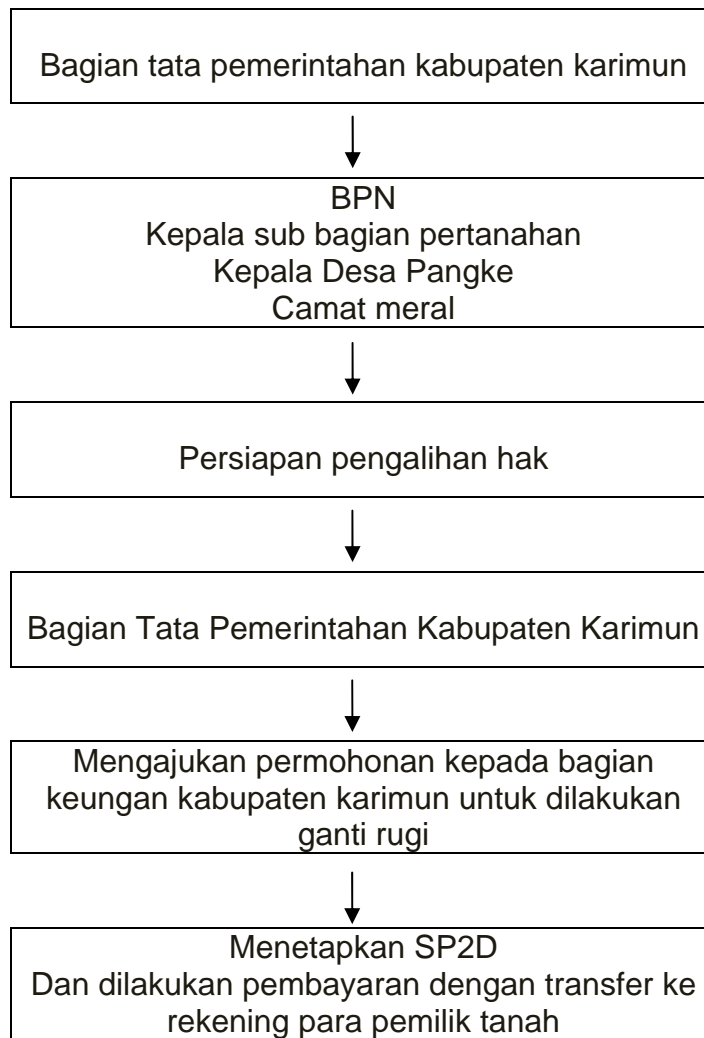 Bagian tata pemerintahan kabupaten karimun
BPN
Kepala sub bagian pertanahan
Kepala Desa Pangke
Camat meral
Persiapan pengalihan hak
Bagian Tata Pemerintahan Kabupaten Karimun
Mengajukan permohonan kepada bagian
keungan kabupaten karimun untuk dilakukan
ganti rugi
Menetapkan SP2D
Dan dilakukan pembayaran dengan transfer ke
rekening para pemilik tanah